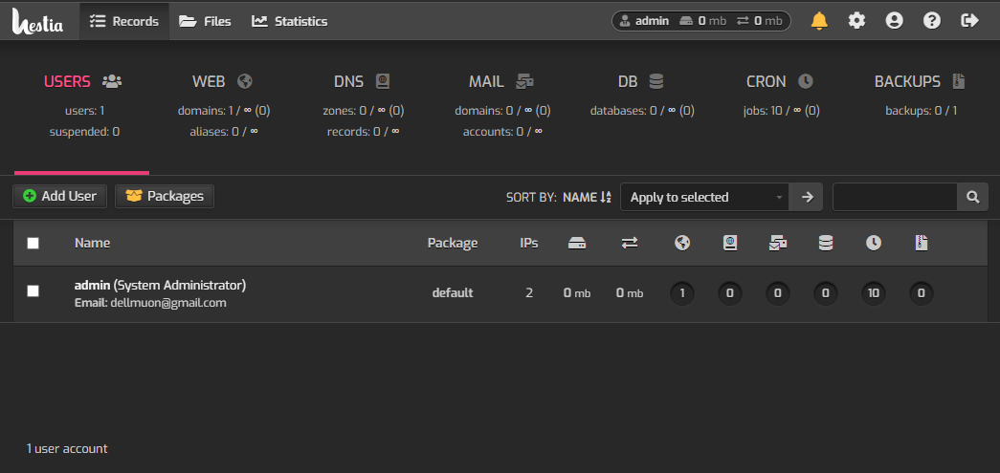 Hestia
Records
Files
Statistics
admin 0 mb 0 mb
USERS
users: 1
suspended: 0
WEB
domains: 1 / ∞ (0)
aliases: 0 / ∞
DNS
zones: 0 / ∞ (0)
records: 0 / ∞
MAIL
domains: 0 / ∞ (0)
accounts: 0 / ∞
DB
databases: 0 / ∞ (0)
CRON
jobs: 10 / ∞ (0)
BACKUPS
backups: 0 / 1
Add User
Packages
SORT BY: NAME
Apply to selected
Name Package IPs
admin (System Administrator)
Email: dellmuon@gmail.com
default 2 0 mb 0 mb 1 0 0 0 10 0
1 user account